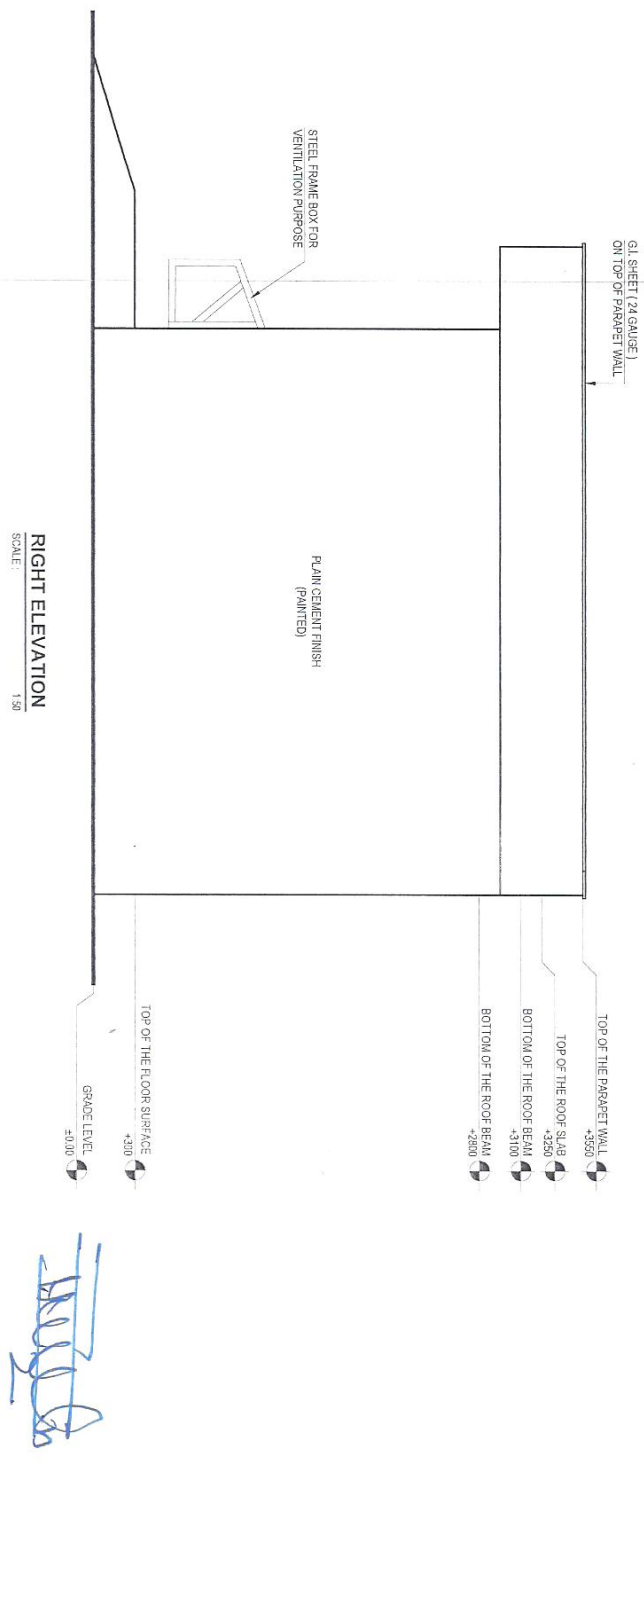 G.I. SHEET ( 24 GAUGE )
ON TOP OF PARAPET WALL
STEEL FRAME BOX FOR
VENTILATION PURPOSE
PLAIN CEMENT FINISH
(PAINTED)
TOP OF THE PARAPET WALL
+3550
TOP OF THE ROOF SLAB
+3250
BOTTOM OF THE ROOF BEAM
+3100
BOTTOM OF THE ROOF BEAM
+2800
TOP OF THE FLOOR SURFACE
+300
GRADE LEVEL
±0.00
RIGHT ELEVATION
SCALE : 1:50